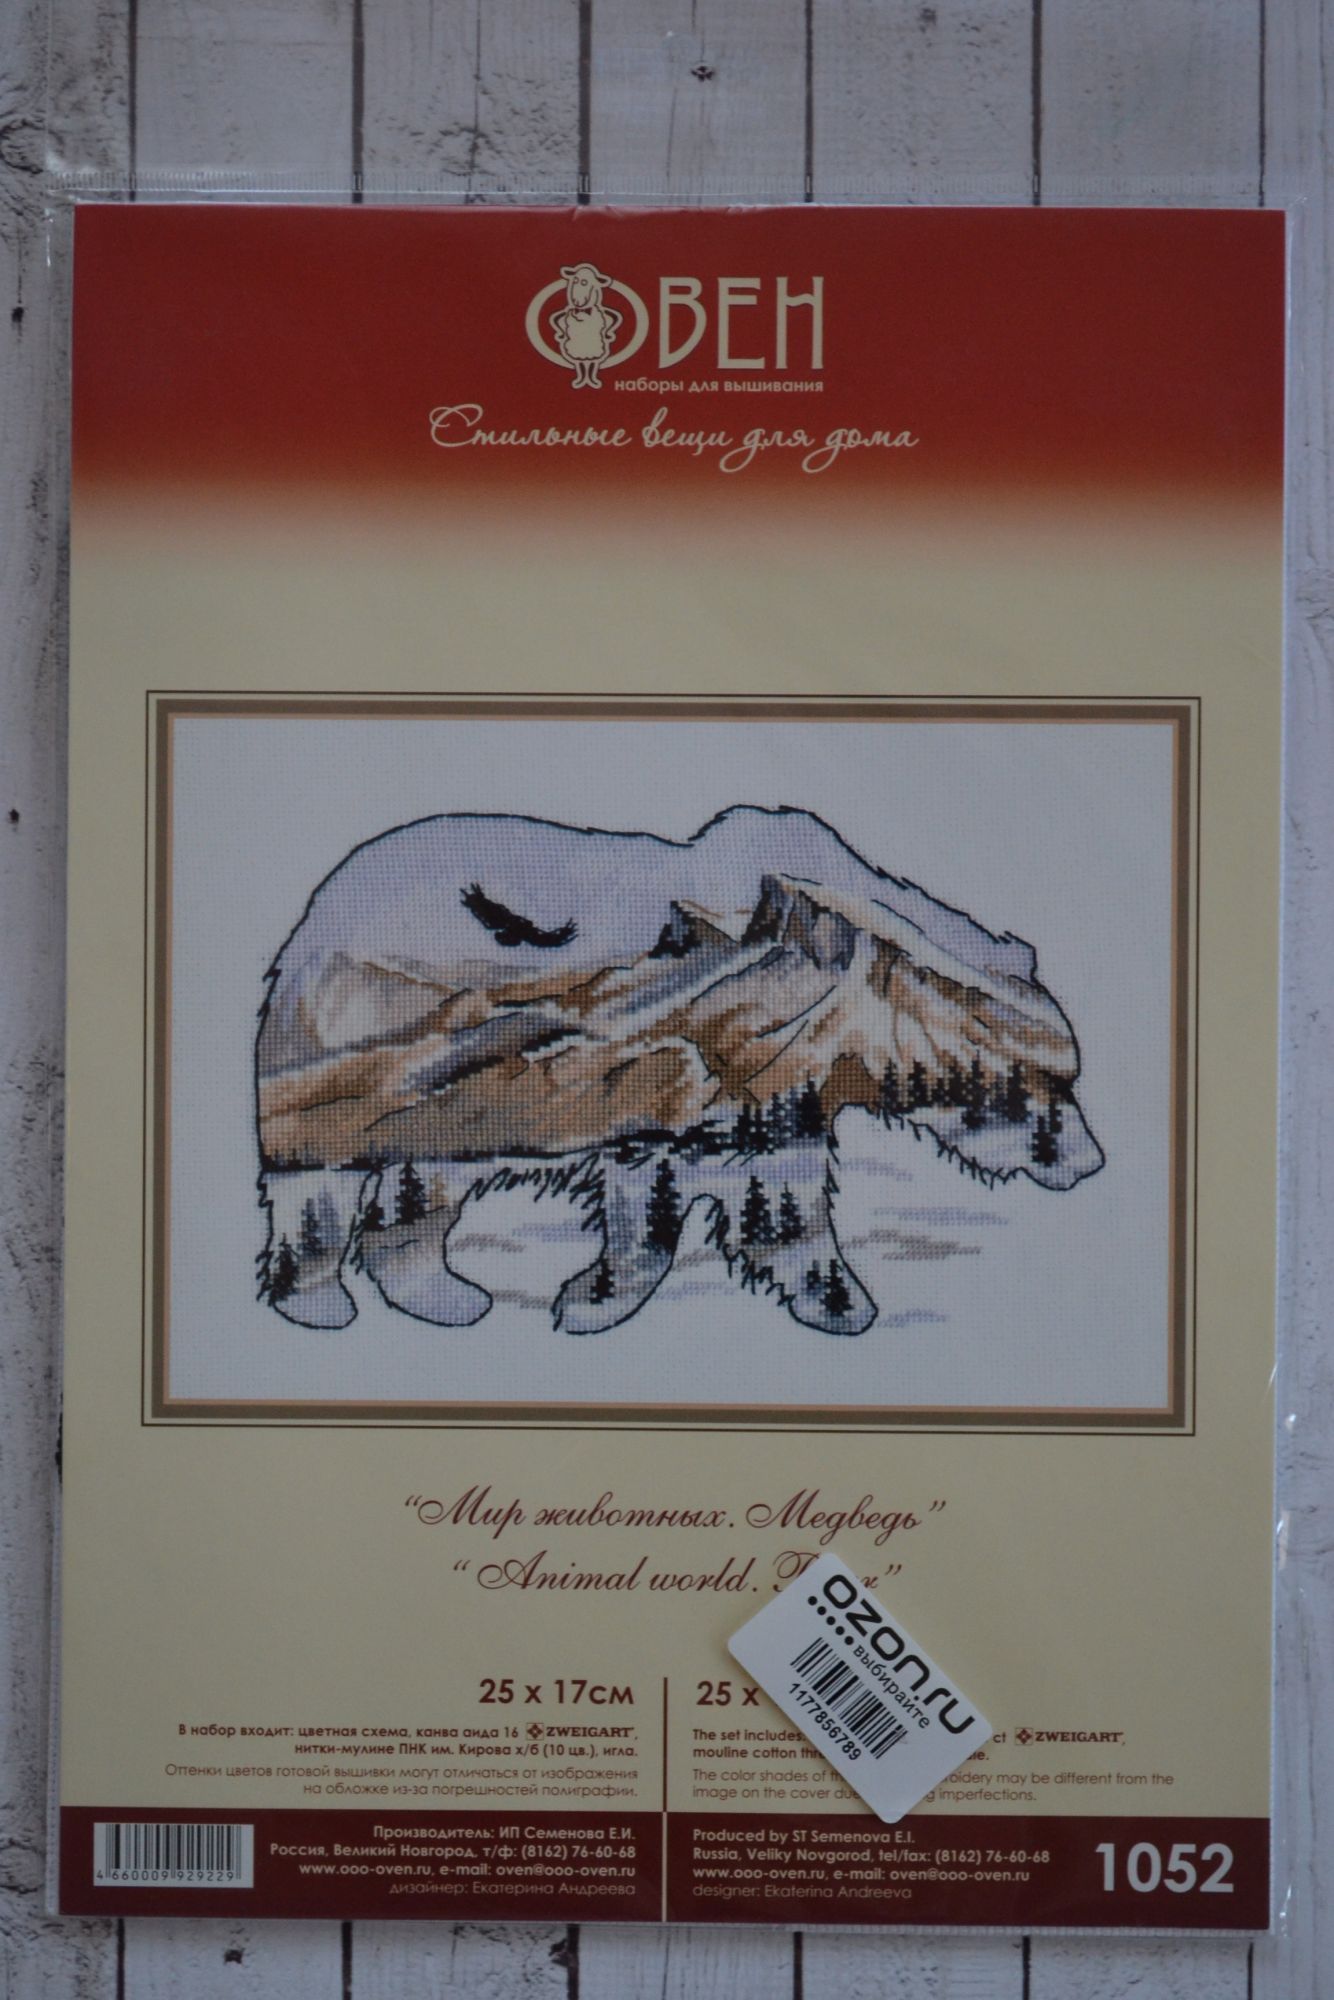 ОВЕН
наборы для вышивания
Стильные вещи для дома
“Мир животных. Медведь”
“Animal world.
25 х 17см
В набор входит: цветная схема, канва аида 16 ZWEIGART,
нитки-мулине ПНК им. Кирова х/б (10 цв.), игла.
Оттенки цветов готовой вышивки могут отличаться от изображения
на обложке из-за погрешностей полиграфии.
25 x
The set includes: ct ZWEIGART,
mouline cotton
The color shades of may be different from the
image on the cover imperfections.
ozon.ru
выбирайте
1177856789
4 660009 929229
Производитель: ИП Семенова Е.И.
Россия, Великий Новгород, т/ф: (8162) 76-60-68
www.ooo-oven.ru, e-mail: oven@ooo-oven.ru
дизайнер: Екатерина Андреева
Produced by ST Semenova E.I.
Russia, Veliky Novgorod, tel/fax: (8162) 76-60-68
www.ooo-oven.ru, e-mail: oven@ooo-oven.ru
designer: Ekaterina Andreeva
1052